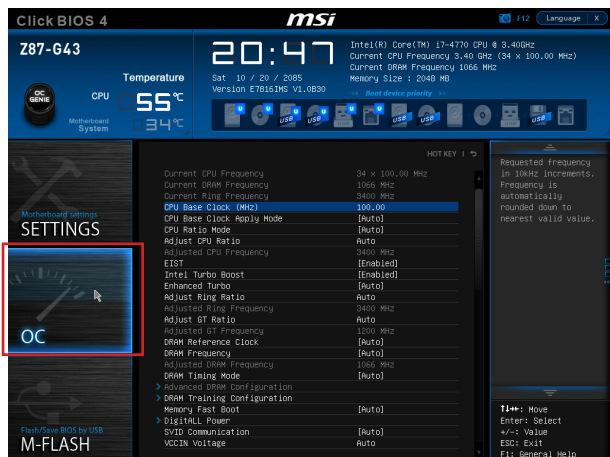 Click BIOS 4
msi
F12
Language
X
Z87-G43
20:47
Intel(R) Core(TM) i7-4770 CPU @ 3.40GHz
Current CPU Frequency 3.40 GHz (34 x 100.00 MHz)
Current DRAM Frequency 1066 MHz
Memory Size : 2048 MB
Temperature
Sat 10 / 20 / 2085
Version E7816IMS V1.0B30
Boot device priority
OC GENIE
CPU
55°C
Motherboard
System
34°C
USB USB USB USB USB
HOT KEY
Motherboard settings
SETTINGS
OC
Flash/Save BIOS by USB
M-FLASH
Current CPU Frequency 34 x 100.00 MHz
Current DRAM Frequency 1066 MHz
Current Ring Frequency 3400 MHz
CPU Base Clock (MHz) 100.00
CPU Base Clock Apply Mode [Auto]
CPU Ratio Mode [Auto]
Adjust CPU Ratio Auto
Adjusted CPU Frequency 3400 MHz
EIST [Enabled]
Intel Turbo Boost [Enabled]
Enhanced Turbo [Auto]
Adjust Ring Ratio Auto
Adjusted Ring Frequency 3400 MHz
Adjust GT Ratio Auto
Adjusted GT Frequency 1200 MHz
DRAM Reference Clock [Auto]
DRAM Frequency [Auto]
Adjusted DRAM Frequency 1066 MHz
DRAM Timing Mode [Auto]
> Advanced DRAM Configuration
> DRAM Training Configuration
Memory Fast Boot [Auto]
> DigitALL Power
SVID Communication [Auto]
VCCIN Voltage Auto
Requested frequency
in 10kHz increments.
Frequency is
automatically
rounded down to
nearest valid value.
↑↓↔: Move
Enter: Select
+/-: Value
ESC: Exit
F1: General Help